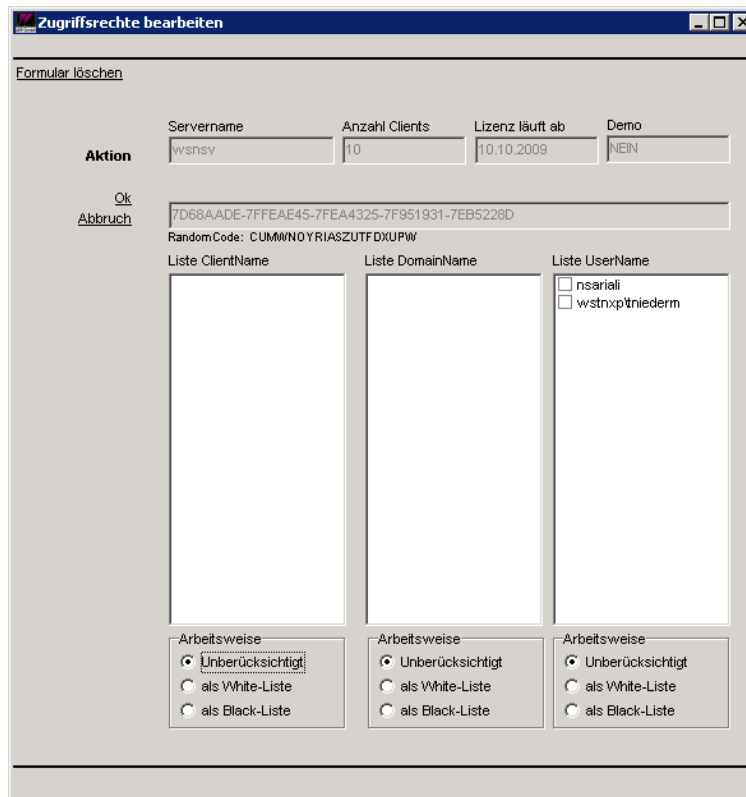 Zugriffsrechte bearbeiten
Formular löschen
Servername Anzahl Clients Lizenz läuft ab Demo
Aktion wsnsv 10 10.10.2009 NEIN
Ok
Abbruch 7D68AADE-7FFEAE45-7FEA4325-7F951931-7EB5228D
RandomCode: CUMWNOYRIASZUTFDXUPW
Liste ClientName Liste DomainName Liste UserName
nsariali
wstnxp\tniederm
Arbeitsweise Arbeitsweise Arbeitsweise
Unberücksichtigt Unberücksichtigt Unberücksichtigt
als White-Liste als White-Liste als White-Liste
als Black-Liste als Black-Liste als Black-Liste